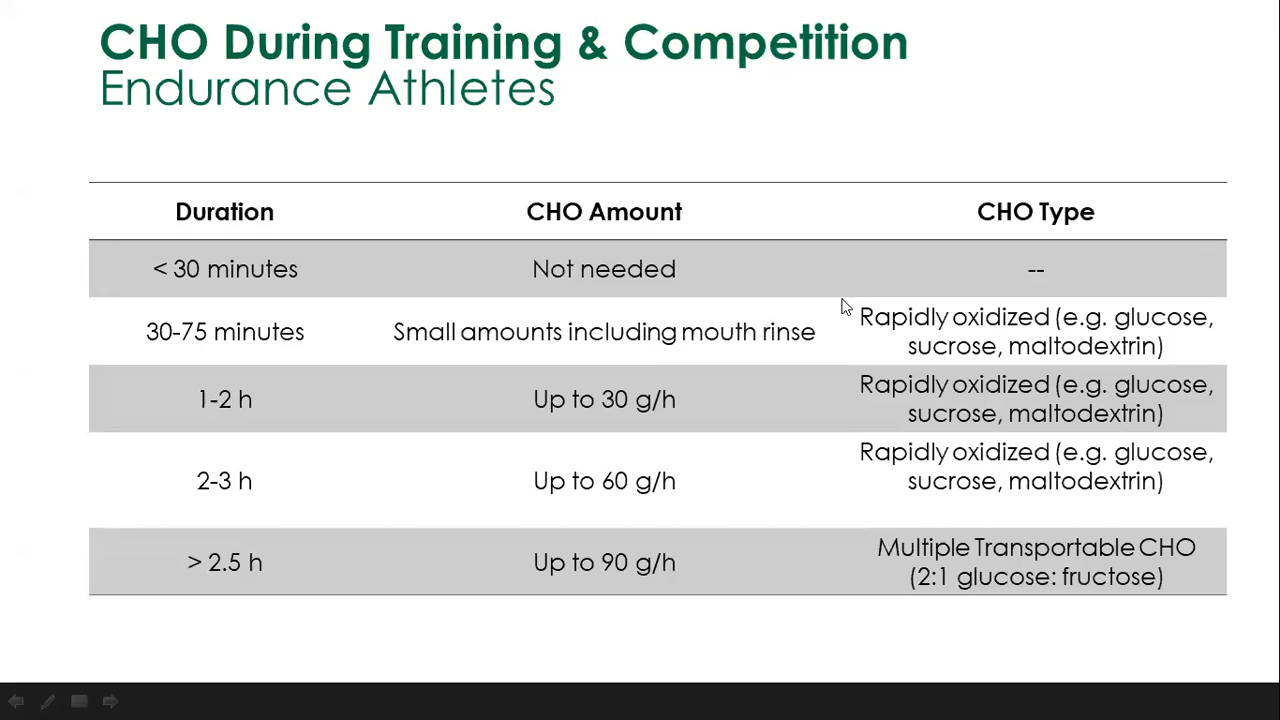 CHO During Training & Competition
Endurance Athletes
Duration CHO Amount CHO Type
< 30 minutes Not needed --
30-75 minutes Small amounts including mouth rinse Rapidly oxidized (e.g. glucose,
sucrose, maltodextrin)
1-2 h Up to 30 g/h Rapidly oxidized (e.g. glucose,
sucrose, maltodextrin)
2-3 h Up to 60 g/h Rapidly oxidized (e.g. glucose,
sucrose, maltodextrin)
> 2.5 h Up to 90 g/h Multiple Transportable CHO
(2:1 glucose: fructose)